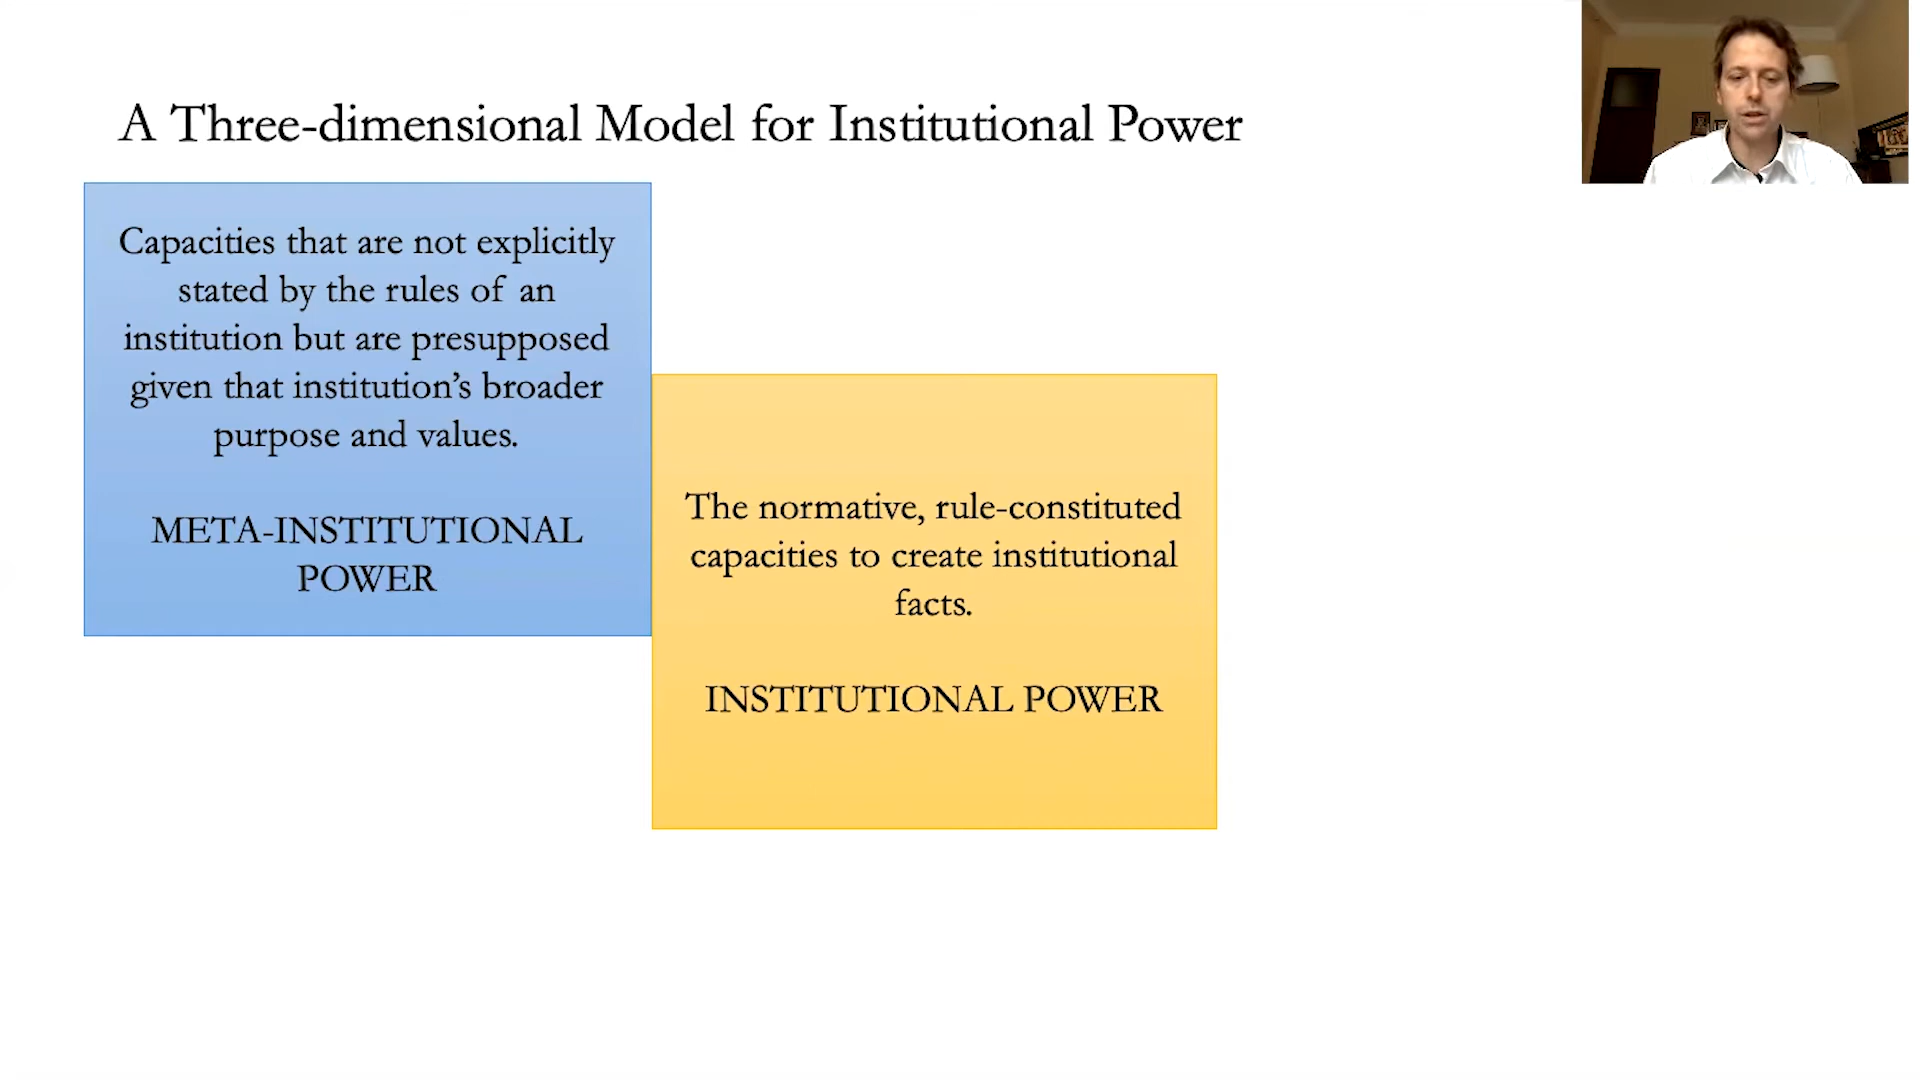 A Three-dimensional Model for Institutional Power
Capacities that are not explicitly
stated by the rules of an
institution but are presupposed
given that institution’s broader
purpose and values.
META-INSTITUTIONAL
POWER
The normative, rule-constituted
capacities to create institutional
facts.
INSTITUTIONAL POWER